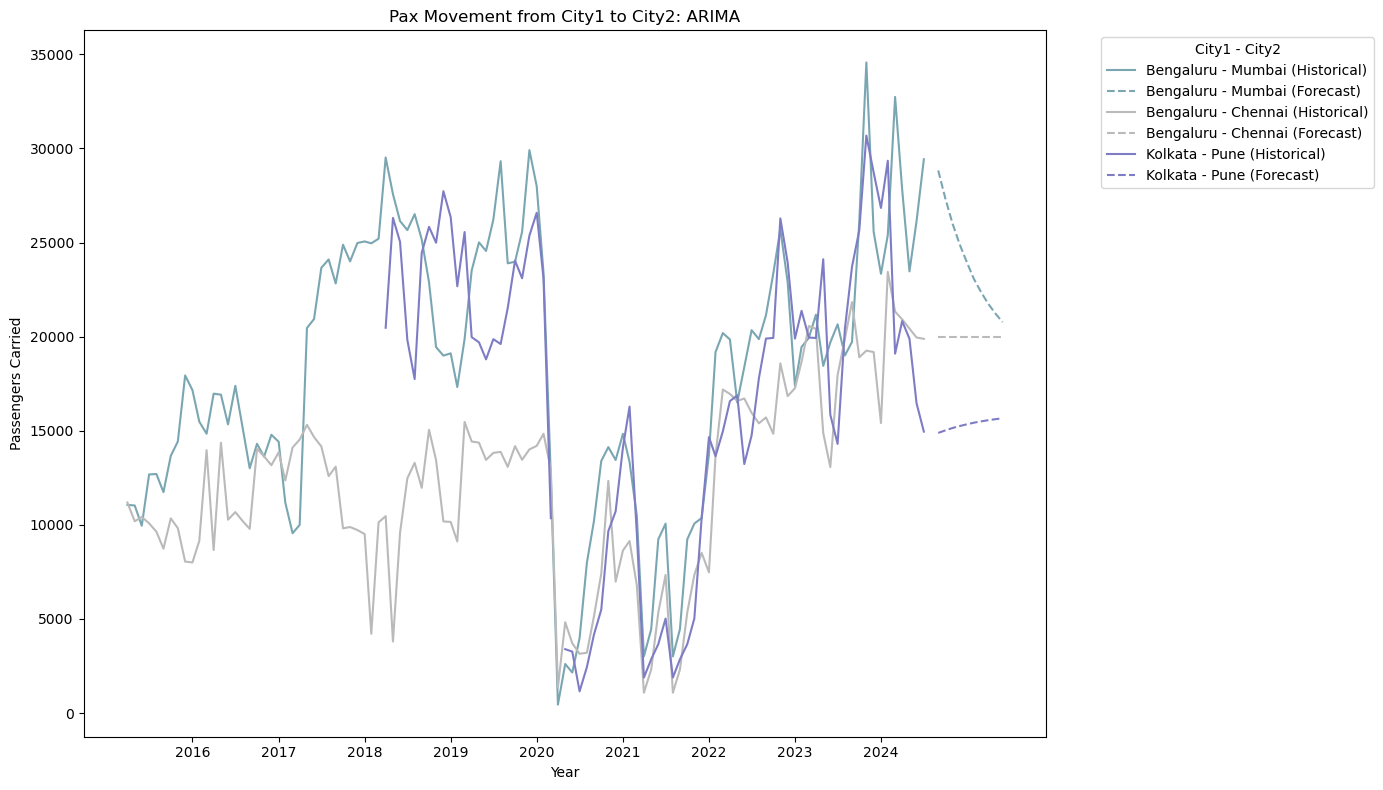 Pax Movement from City1 to City2: ARIMA
City1 - City2
Bengaluru - Mumbai (Historical)
Bengaluru - Mumbai (Forecast)
Bengaluru - Chennai (Historical)
Bengaluru - Chennai (Forecast)
Kolkata - Pune (Historical)
Kolkata - Pune (Forecast)
Passengers Carried
35000
30000
25000
20000
15000
10000
5000
0
2016 2017 2018 2019 2020 2021 2022 2023 2024
Year